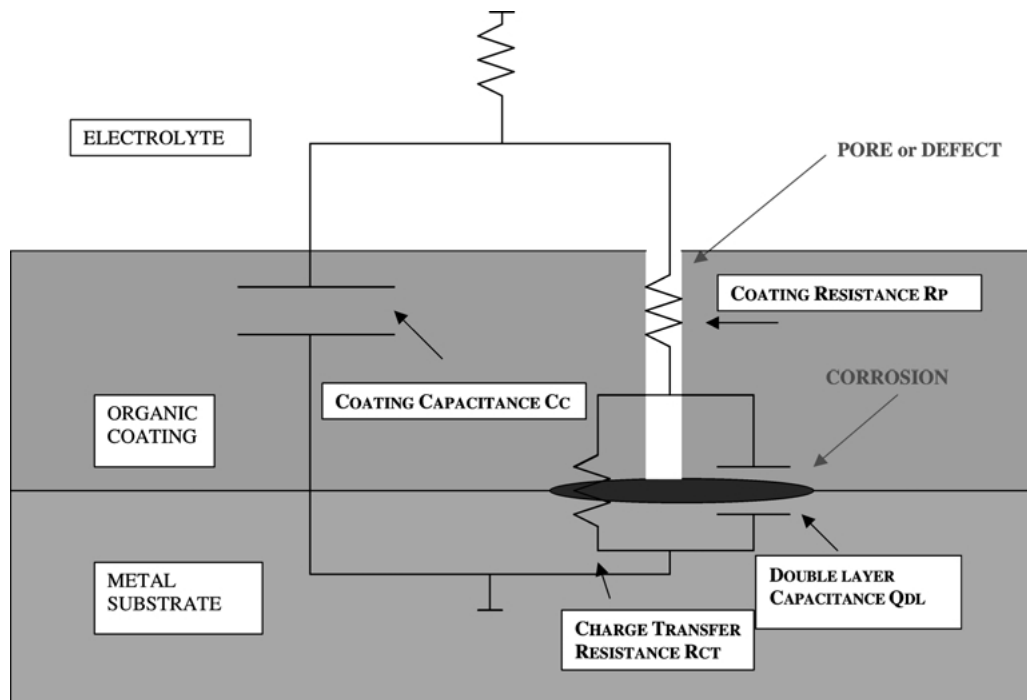 ELECTROLYTE
PORE or DEFECT
COATING RESISTANCE RP
CORROSION
COATING CAPACITANCE CC
ORGANIC
COATING
METAL
SUBSTRATE
DOUBLE LAYER
CAPACITANCE QDL
CHARGE TRANSFER
RESISTANCE RCT